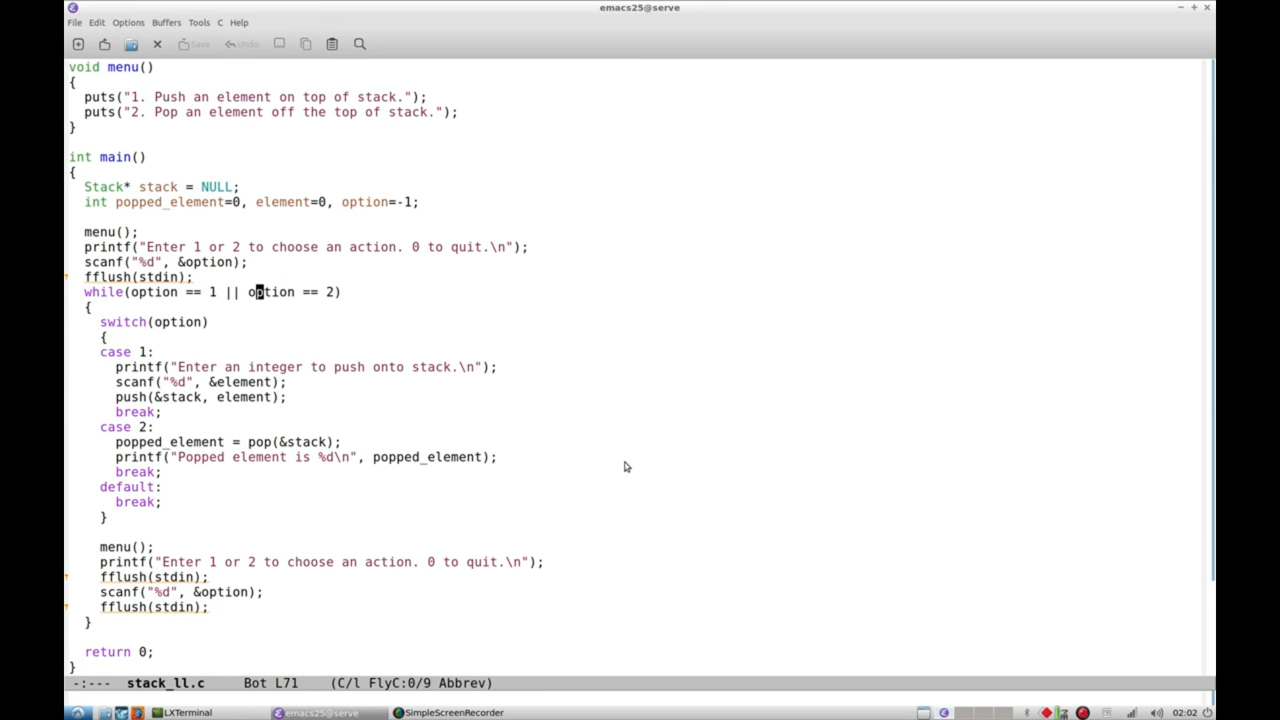 emacs25@serve
File Edit Options Buffers Tools C Help
Save Undo
void menu()
{
  puts("1. Push an element on top of stack.");
  puts("2. Pop an element off the top of stack.");
}

int main()
{
  Stack* stack = NULL;
  int popped_element=0, element=0, option=-1;

  menu();
  printf("Enter 1 or 2 to choose an action. 0 to quit.\n");
  scanf("%d", &option);
  fflush(stdin);
  while(option == 1 || option == 2)
  {
    switch(option)
    {
    case 1:
      printf("Enter an integer to push onto stack.\n");
      scanf("%d", &element);
      push(&stack, element);
      break;
    case 2:
      popped_element = pop(&stack);
      printf("Popped element is %d\n", popped_element);
      break;
    default:
      break;
    }

    menu();
    printf("Enter 1 or 2 to choose an action. 0 to quit.\n");
    fflush(stdin);
    scanf("%d", &option);
    fflush(stdin);
  }

  return 0;
}
-:--- stack_ll.c Bot L71 (C/l FlyC:0/9 Abbrev)
LXTerminal emacs25@serve SimpleScreenRecorder 02:02